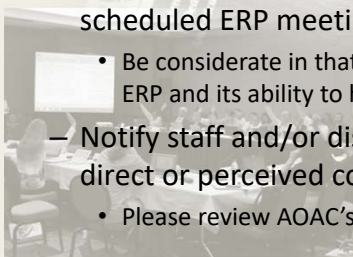 scheduled ERP meeti
• Be considerate in that
ERP and its ability to b
– Notify staff and/or dis
direct or perceived co
• Please review AOAC's